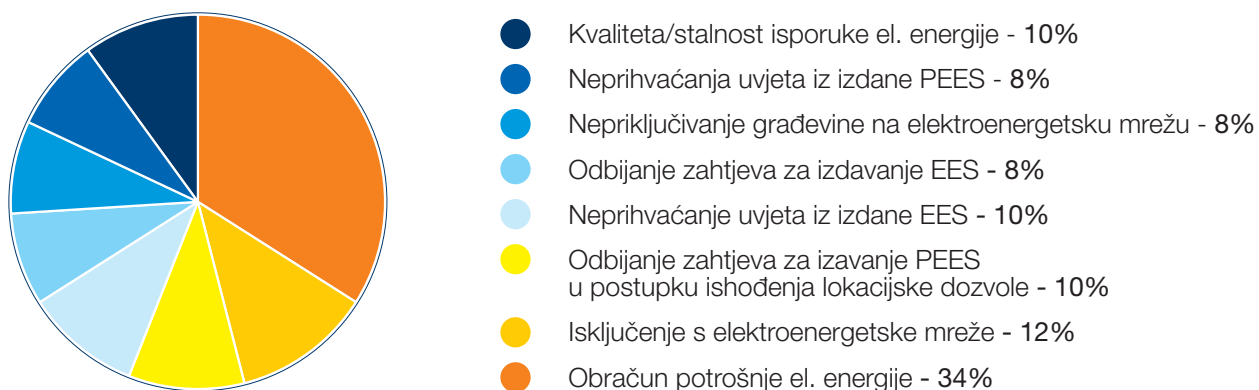 Kvaliteta/stalnost isporuke el. energije - 10%
Neprihvaćanja uvjeta iz izdane PEES - 8%
Nepriključivanje građevine na elektroenergetsku mrežu - 8%
Odbijanje zahtjeva za izdavanje EES - 8%
Neprihvaćanje uvjeta iz izdane EES - 10%
Odbijanje zahtjeva za izavanje PEES
u postupku ishođenja lokacijske dozvole - 10%
Isključenje s elektroenergetske mreže - 12%
Obračun potrošnje el. energije - 34%